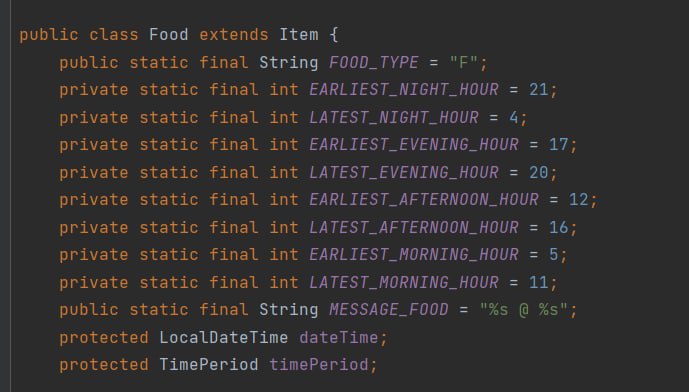 public class Food extends Item {
    public static final String FOOD_TYPE = "F";
    private static final int EARLIEST_NIGHT_HOUR = 21;
    private static final int LATEST_NIGHT_HOUR = 4;
    private static final int EARLIEST_EVENING_HOUR = 17;
    private static final int LATEST_EVENING_HOUR = 20;
    private static final int EARLIEST_AFTERNOON_HOUR = 12;
    private static final int LATEST_AFTERNOON_HOUR = 16;
    private static final int EARLIEST_MORNING_HOUR = 5;
    private static final int LATEST_MORNING_HOUR = 11;
    public static final String MESSAGE_FOOD = "%s @ %s";
    protected LocalDateTime dateTime;
    protected TimePeriod timePeriod;